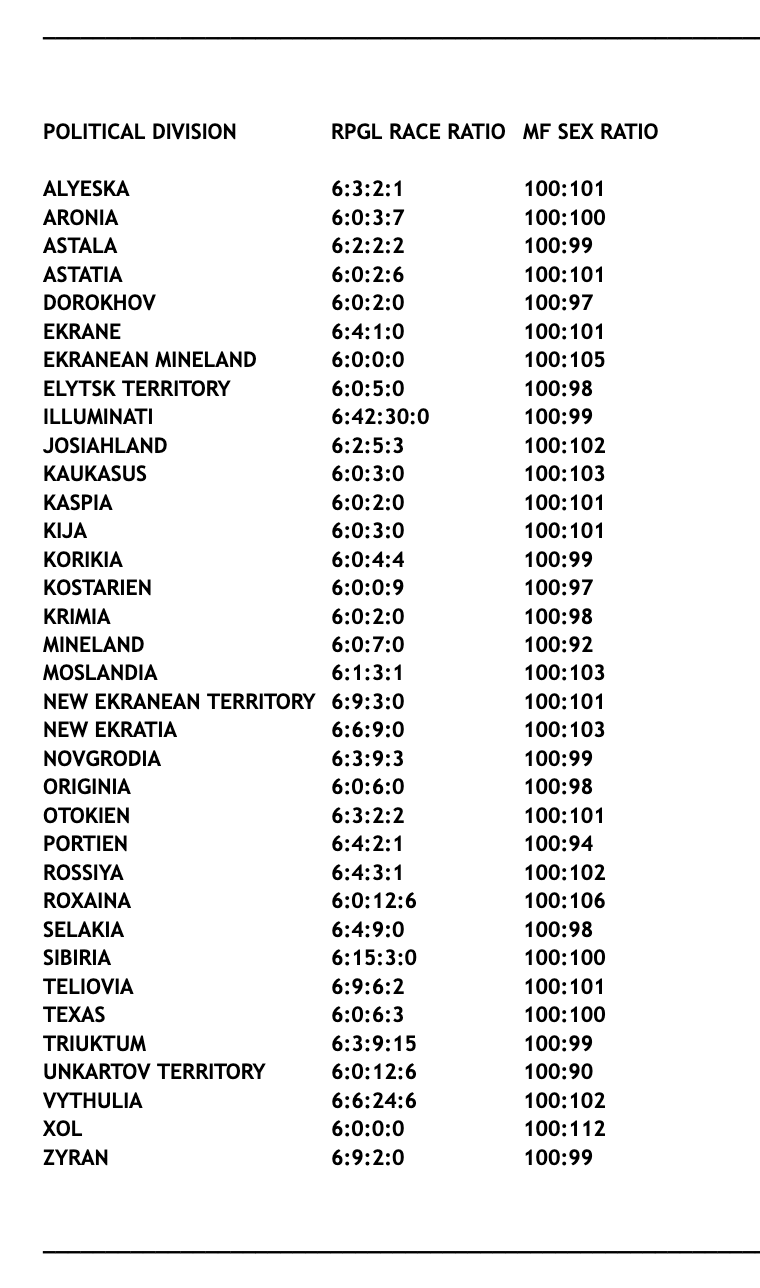 POLITICAL DIVISION RPGL RACE RATIO MF SEX RATIO
ALYESKA 6:3:2:1 100:101
ARONIA 6:0:3:7 100:100
ASTALA 6:2:2:2 100:99
ASTATIA 6:0:2:6 100:101
DOROKHOV 6:0:2:0 100:97
EKRANE 6:4:1:0 100:101
EKRANEAN MINELAND 6:0:0:0 100:105
ELYTSK TERRITORY 6:0:5:0 100:98
ILLUMINATI 6:42:30:0 100:99
JOSIAHLAND 6:2:5:3 100:102
KAUKASUS 6:0:3:0 100:103
KASPIA 6:0:2:0 100:101
KIJA 6:0:3:0 100:101
KORIKIA 6:0:4:4 100:99
KOSTARIEN 6:0:0:9 100:97
KRIMIA 6:0:2:0 100:98
MINELAND 6:0:7:0 100:92
MOSLANDIA 6:1:3:1 100:103
NEW EKRANEAN TERRITORY 6:9:3:0 100:101
NEW EKRATIA 6:6:9:0 100:103
NOVGRODIA 6:3:9:3 100:99
ORIGINIA 6:0:6:0 100:98
OTOKIEN 6:3:2:2 100:101
PORTIEN 6:4:2:1 100:94
ROSSIYA 6:4:3:1 100:102
ROXAINA 6:0:12:6 100:106
SELAKIA 6:4:9:0 100:98
SIBIRIA 6:15:3:0 100:100
TELIOVIA 6:9:6:2 100:101
TEXAS 6:0:6:3 100:100
TRIUKTUM 6:3:9:15 100:99
UNKARTOV TERRITORY 6:0:12:6 100:90
VYTHULIA 6:6:24:6 100:102
XOL 6:0:0:0 100:112
ZYRAN 6:9:2:0 100:99